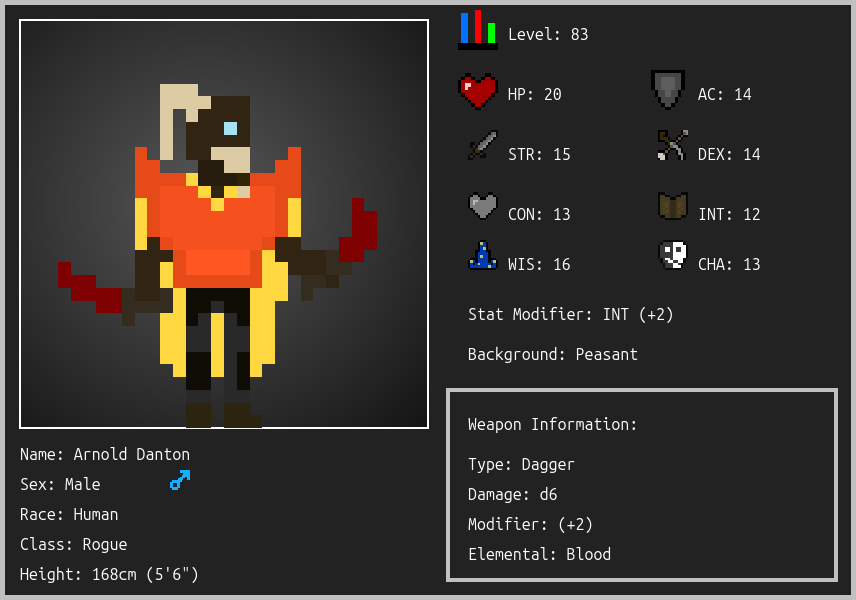 Level: 83
HP: 20
AC: 14
STR: 15
DEX: 14
CON: 13
INT: 12
WIS: 16
CHA: 13
Stat Modifier: INT (+2)
Background: Peasant
Weapon Information:
Type: Dagger
Damage: d6
Modifier: (+2)
Elemental: Blood
Name: Arnold Danton
Sex: Male
Race: Human
Class: Rogue
Height: 168cm (5'6")